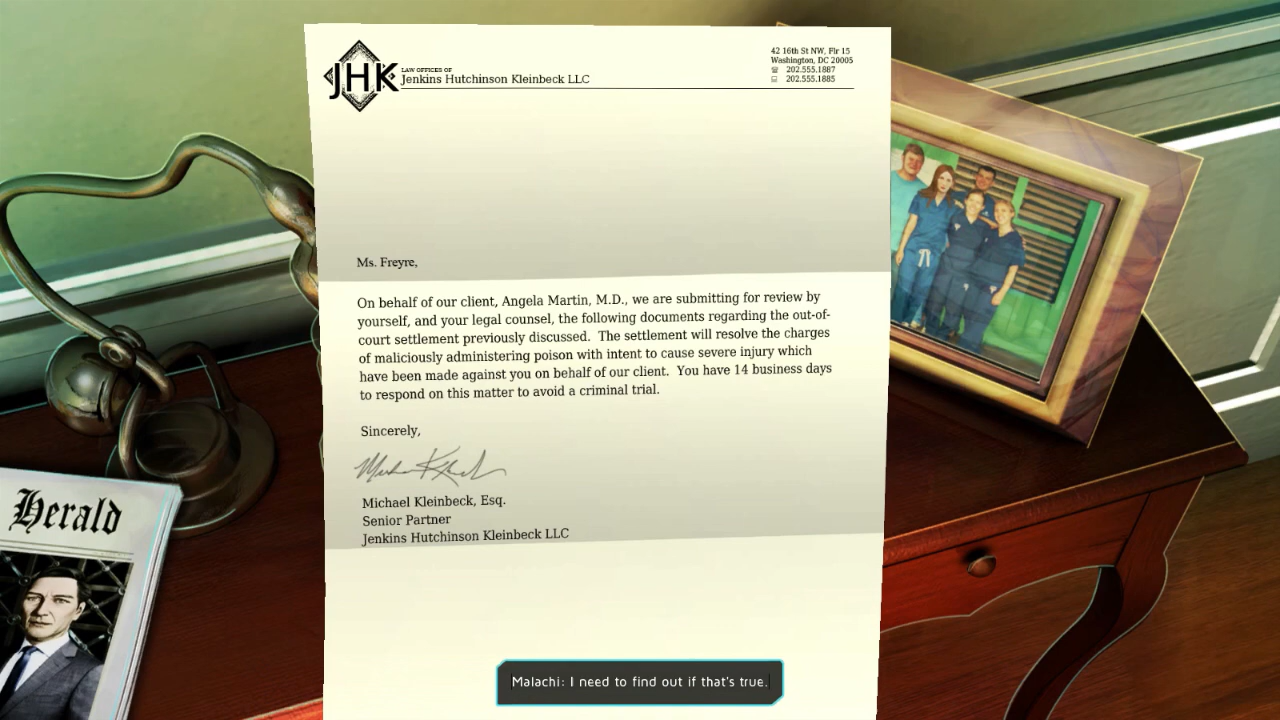 JHK
LAW OFFICES OF
Jenkins Hutchinson Kleinbeck LLC
42 16th St NW, Flr 15
Washington, DC 20005
202.555.1887
202.555.1885
Ms. Freyre,
On behalf of our client, Angela Martin, M.D., we are submitting for review by
yourself, and your legal counsel, the following documents regarding the out-of-
court settlement previously discussed. The settlement will resolve the charges
of maliciously administering poison with intent to cause severe injury which
have been made against you on behalf of our client. You have 14 business days
to respond on this matter to avoid a criminal trial.
Sincerely,
Michael Kleinbeck, Esq.
Senior Partner
Jenkins Hutchinson Kleinbeck LLC
Herald
Malachi: I need to find out if that's true.